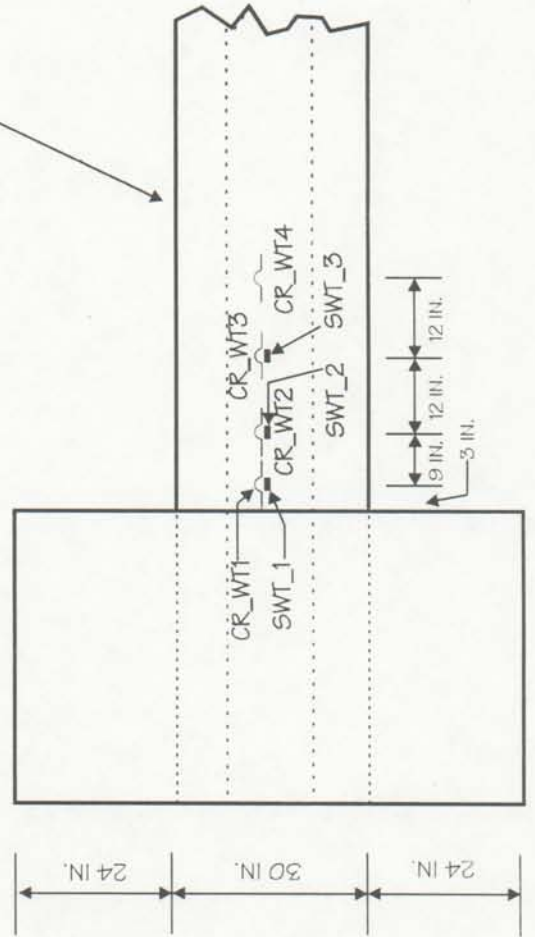 CR_WT1
SWT_1
CR_WT2
SWT_2
CR_WT3
SWT_3
CR_WT4
24 IN.
30 IN.
24 IN.
3 IN.
9 IN.
12 IN.
12 IN.